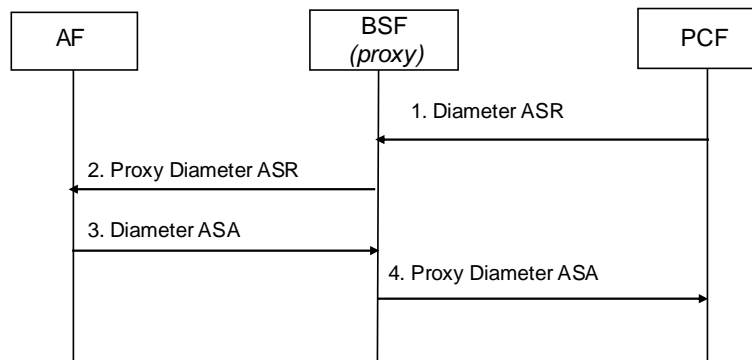 AF
BSF
(proxy)
PCF
1. Diameter ASR
2. Proxy Diameter ASR
3. Diameter ASA
4. Proxy Diameter ASA